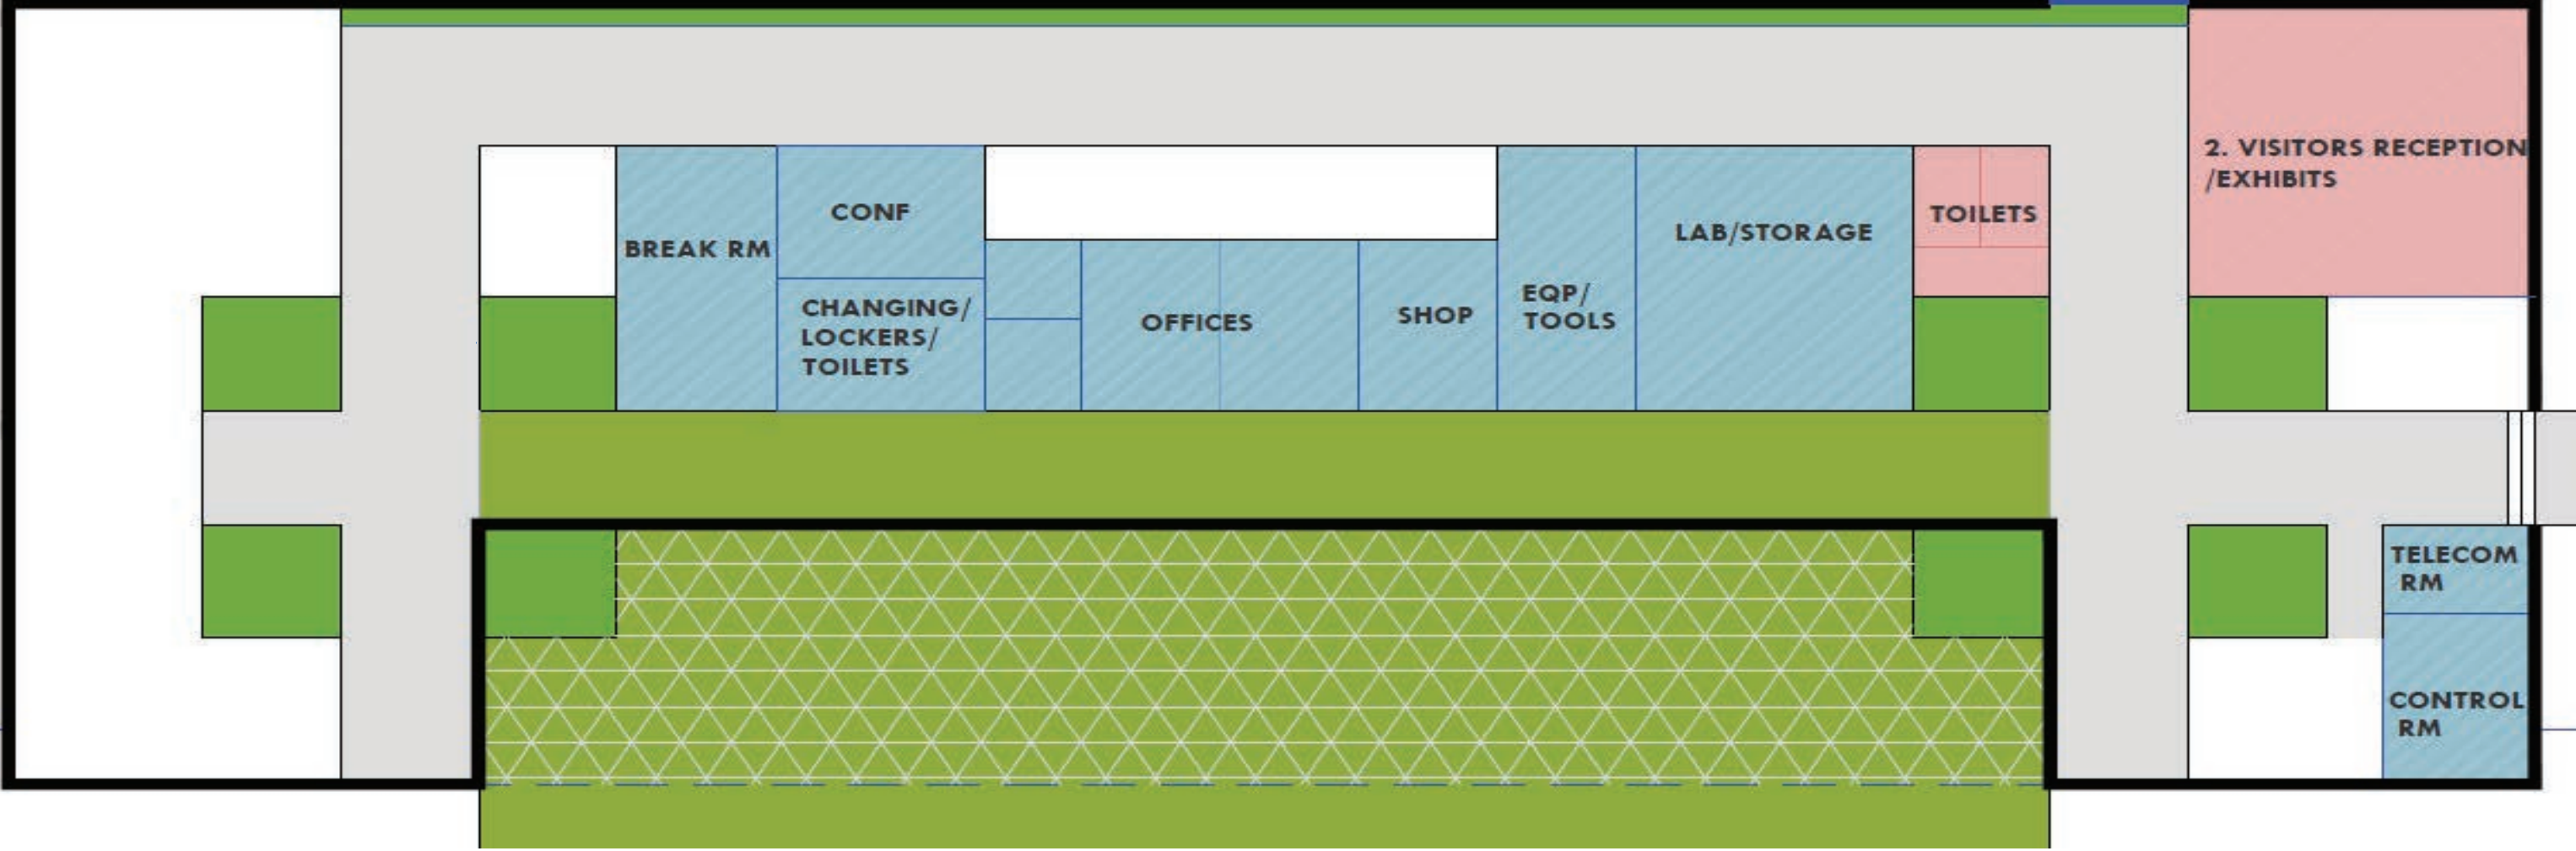 2. VISITORS RECEPTION
/EXHIBITS
CONF
BREAK RM
TOILETS
LAB/STORAGE
CHANGING/
LOCKERS/
TOILETS
OFFICES
SHOP
EQP/
TOOLS
TELECOM
RM
CONTROL
RM